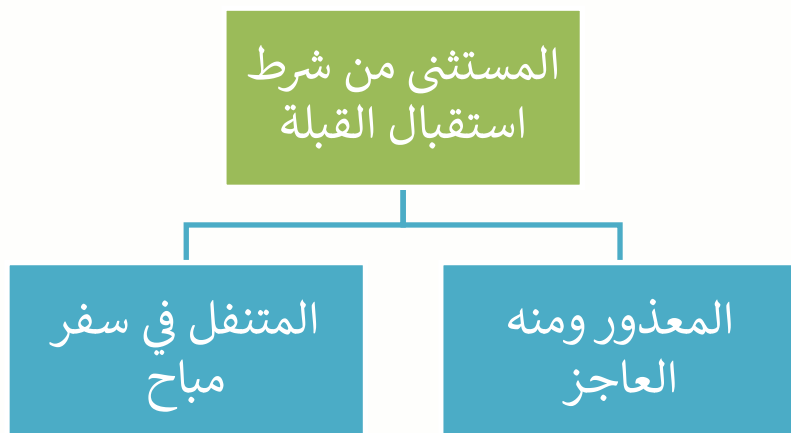 المستثنى من شرط
استقبال القبلة
المعذور ومنه
العاجز
المتنفل في سفر
مباح